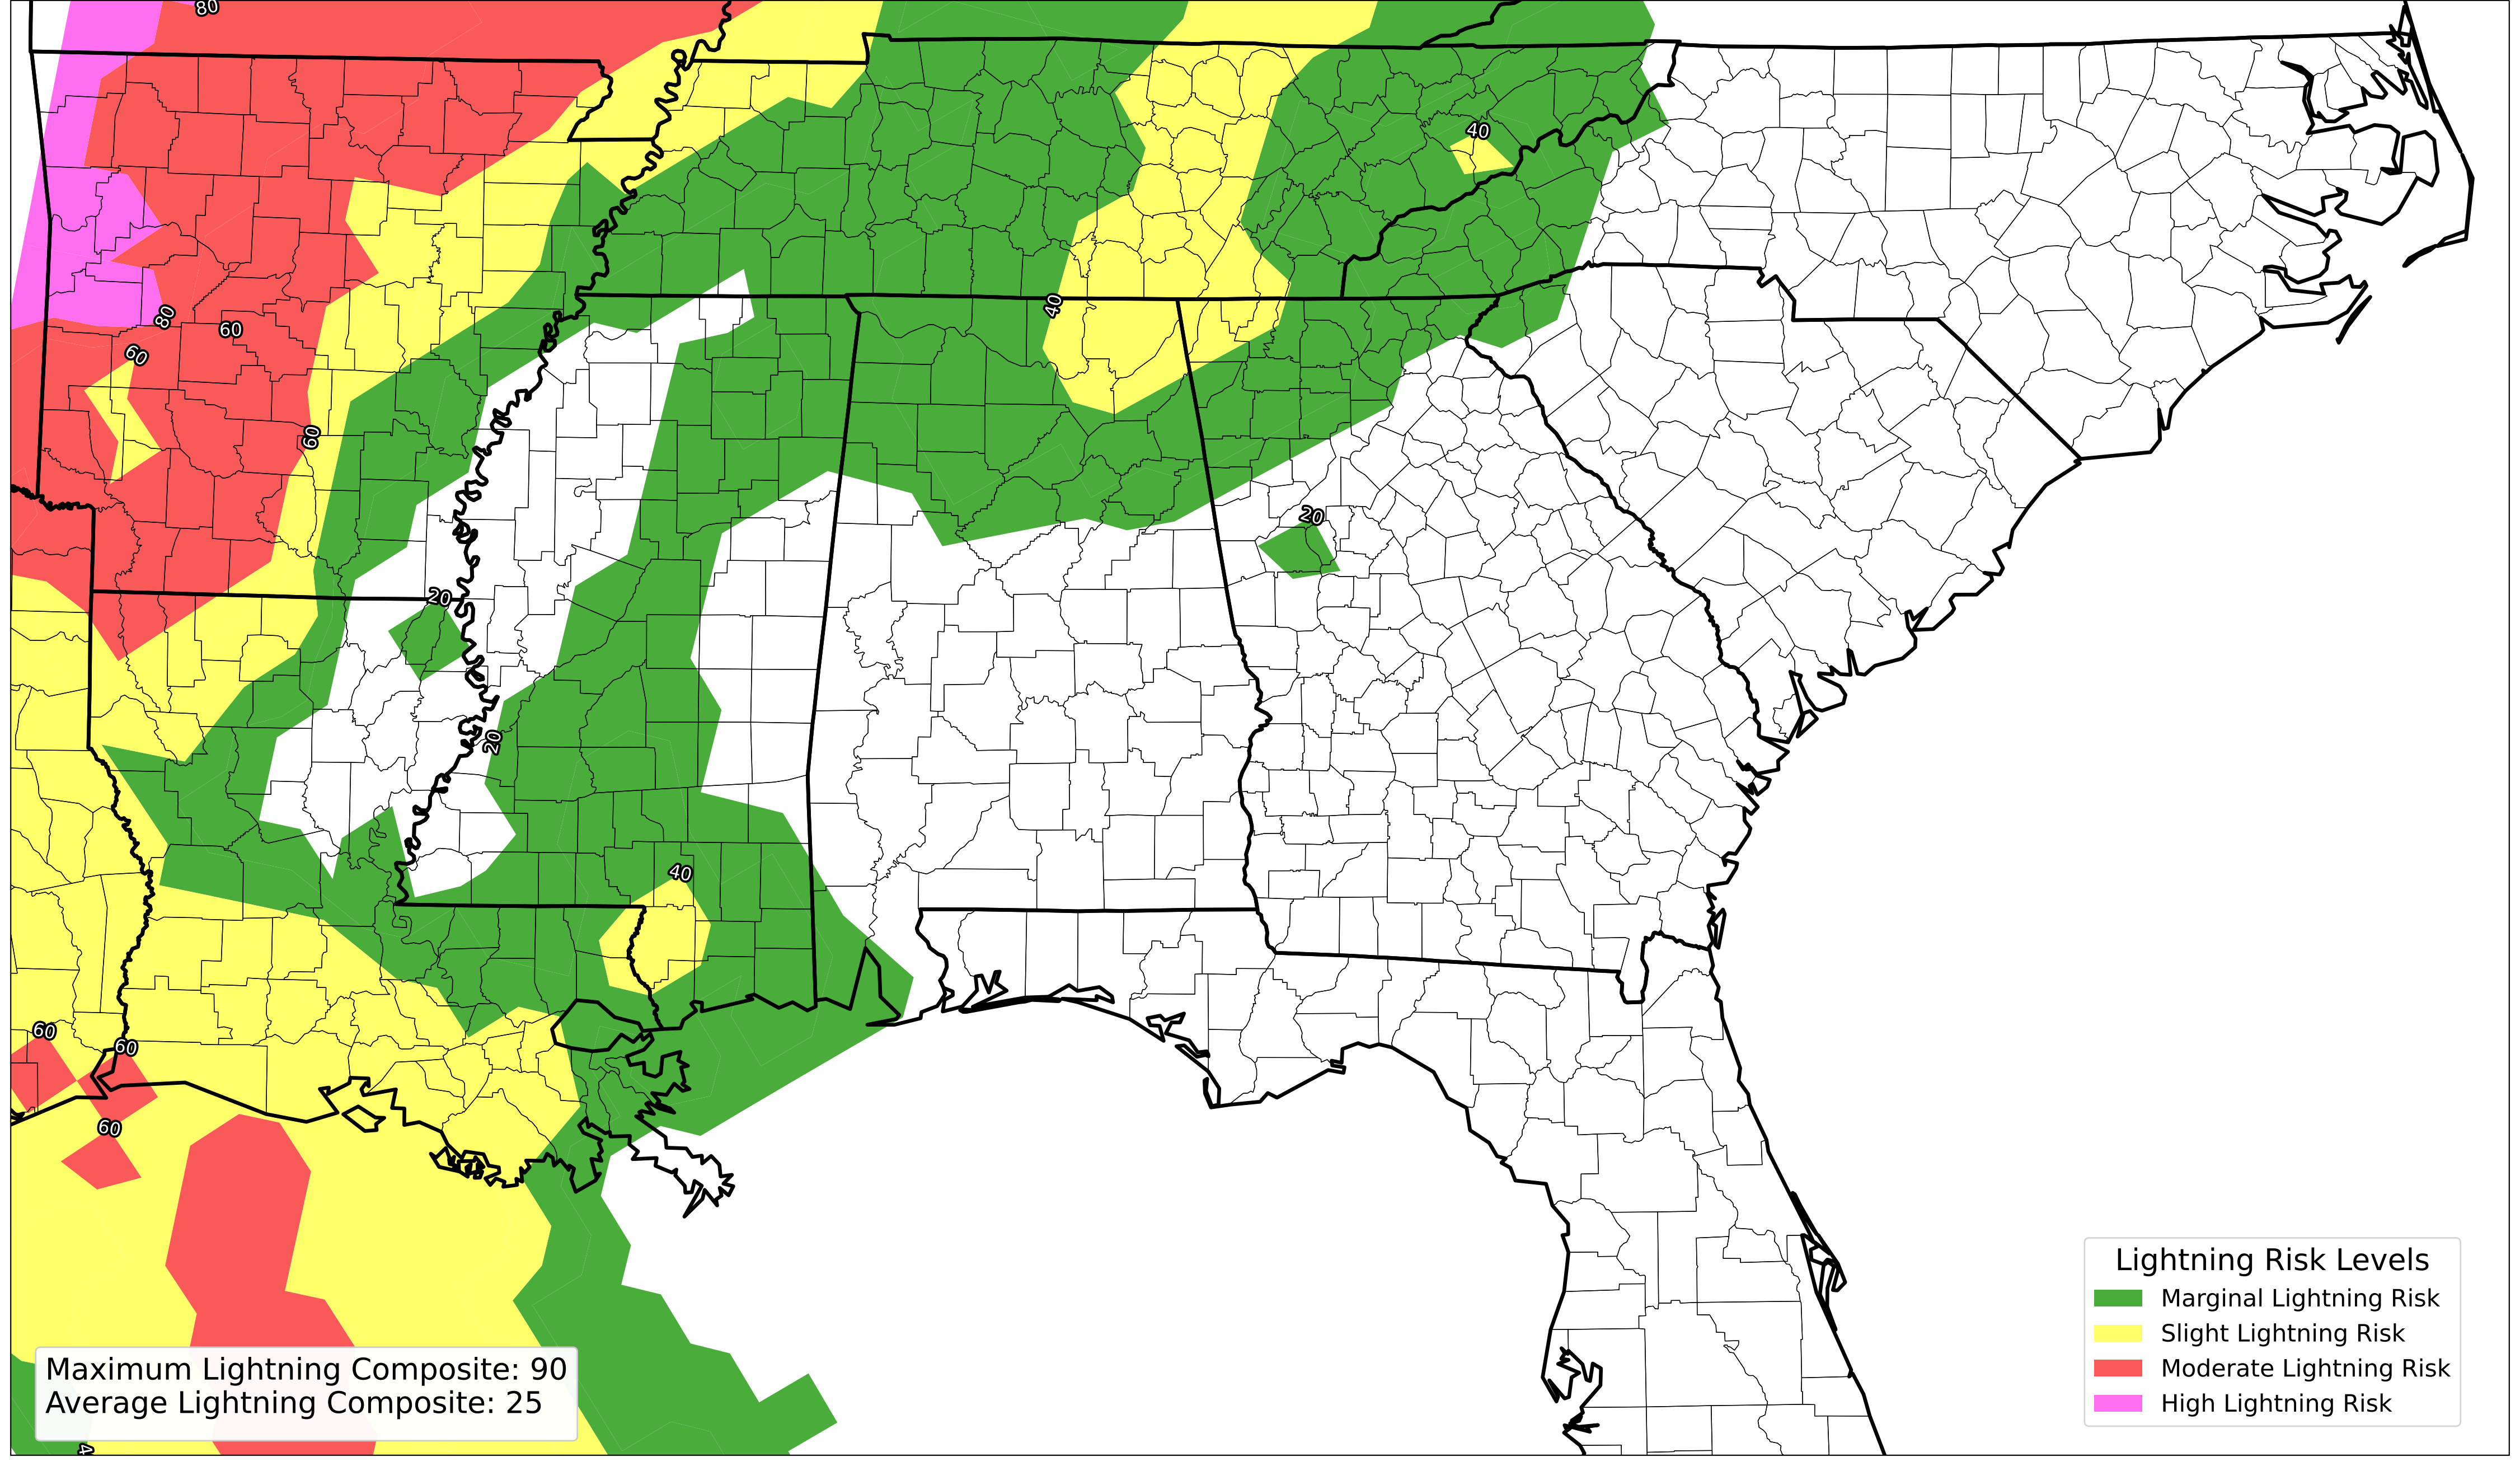 80
40
40
80
60
60
60
20
20
20
40
60
60
60
Lightning Risk Levels
Marginal Lightning Risk
Slight Lightning Risk
Moderate Lightning Risk
High Lightning Risk
Maximum Lightning Composite: 90
Average Lightning Composite: 25